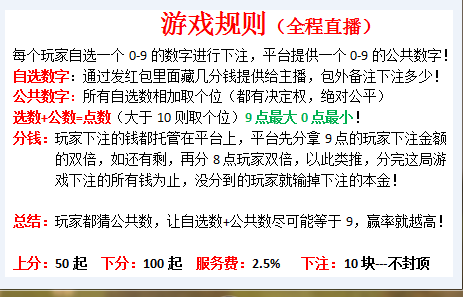 游戏规则（全程直播）
每个玩家自选一个 0-9 的数字进行下注，平台提供一个 0-9 的公共数字！
自选数字：通过发红包里面藏几分钱提供给主播，包外备注下注多少！
公共数字：所有自选数相加取个位（都有决定权，绝对公平）
选数+公数=点数（大于 10 则取个位）9 点最大 0 点最小！
分钱：玩家下注的钱都托管在平台上，平台先分拿 9 点的玩家下注金额
的双倍，如还有剩，再分 8 点玩家双倍，以此类推，分完这局游
戏下注的所有钱为止，没分到的玩家就输掉下注的本金！
总结：玩家都猜公共数，让自选数+公共数尽可能等于 9，赢率就越高！
上分：50 起 下分：100 起 服务费：2.5% 下注：10 块---不封顶